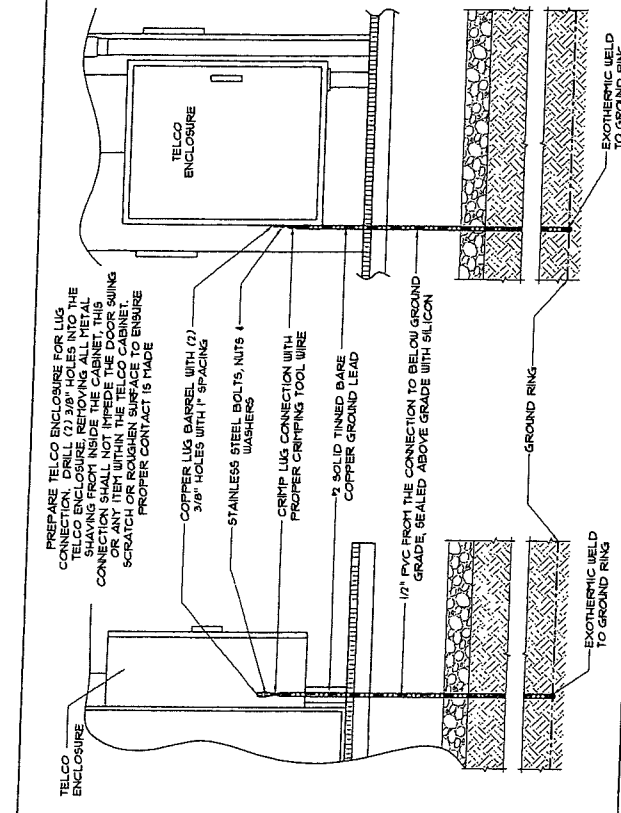 PREPARE TELCO ENCLOSURE FOR LUG
CONNECTION. DRILL (2) 3/8" HOLES INTO THE
TELCO ENCLOSURE, REMOVING ALL METAL
SHAVING FROM INSIDE THE CABINET, THIS
CONNECTION SHALL NOT IMPEDE THE DOOR SWING
OR ANY ITEM WITHIN THE TELCO CABINET.
SCRATCH OR ROUGHEN SURFACE TO ENSURE
PROPER CONTACT IS MADE
TELCO
ENCLOSURE
TELCO
ENCLOSURE
COPPER LUG BARREL WITH (2)
3/8" HOLES WITH 1" SPACING
STAINLESS STEEL BOLTS, NUTS &
WASHERS
CRIMP LUG CONNECTION WITH
PROPER CRIMPING TOOL WIRE
#2 SOLID TINNED BARE
COPPER GROUND LEAD
1/2" PVC FROM THE CONNECTION TO BELOW GROUND
GRADE, SEALED ABOVE GRADE WITH SILICON
GROUND RING
EXOTHERMIC WELD
TO GROUND RING
EXOTHERMIC WELD
TO GROUND RING